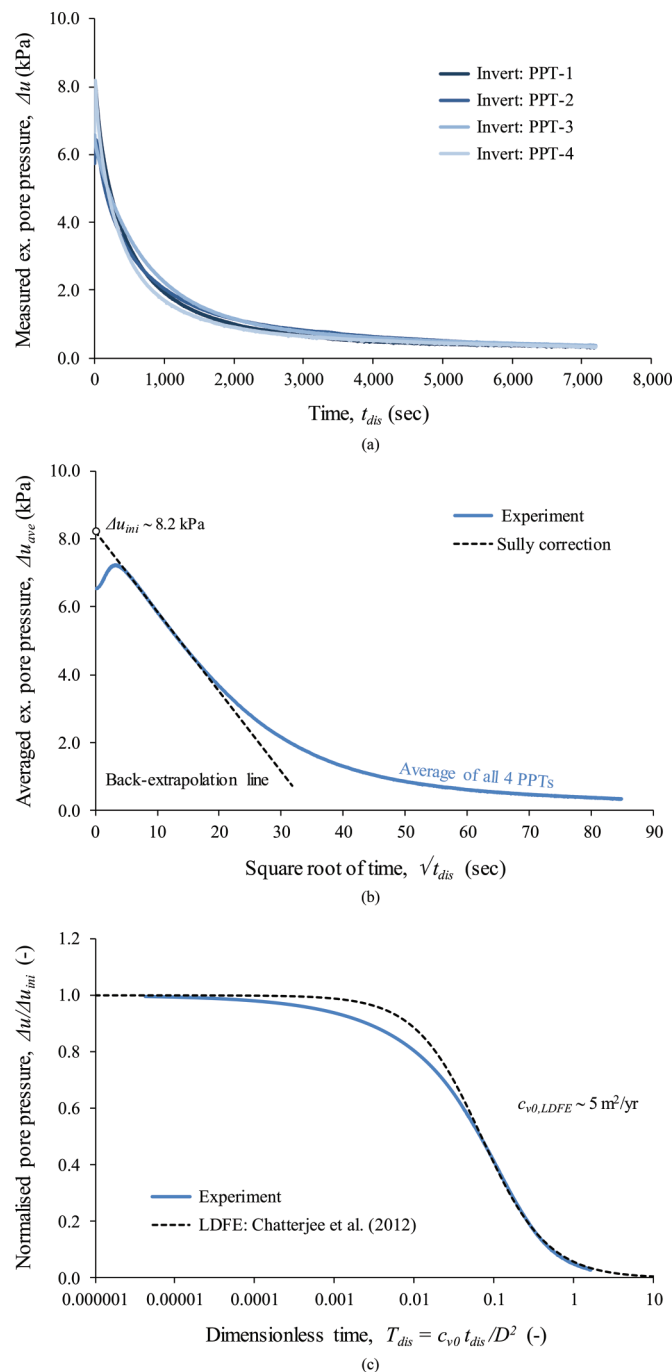 Measured ex. pore pressure, Δu (kPa)
10.0
8.0
6.0
4.0
2.0
0.0
Invert: PPT-1
Invert: PPT-2
Invert: PPT-3
Invert: PPT-4
0 1,000 2,000 3,000 4,000 5,000 6,000 7,000 8,000
Time, t_dis (sec)
(a)
Averaged ex. pore pressure, Δu_ave (kPa)
10.0
8.0
6.0
4.0
2.0
0.0
Δu_ini ~ 8.2 kPa
Experiment
Sully correction
Back-extrapolation line
Average of all 4 PPTs
0 10 20 30 40 50 60 70 80 90
Square root of time, √t_dis (sec)
(b)
Normalised pore pressure, Δu/Δu_ini (-)
1.2
1.0
0.8
0.6
0.4
0.2
0.0
c_v0,LDFE ~ 5 m²/yr
Experiment
LDFE: Chatterjee et al. (2012)
0.000001 0.00001 0.0001 0.001 0.01 0.1 1 10
Dimensionless time, T_dis = c_v0 t_dis/D² (-)
(c)